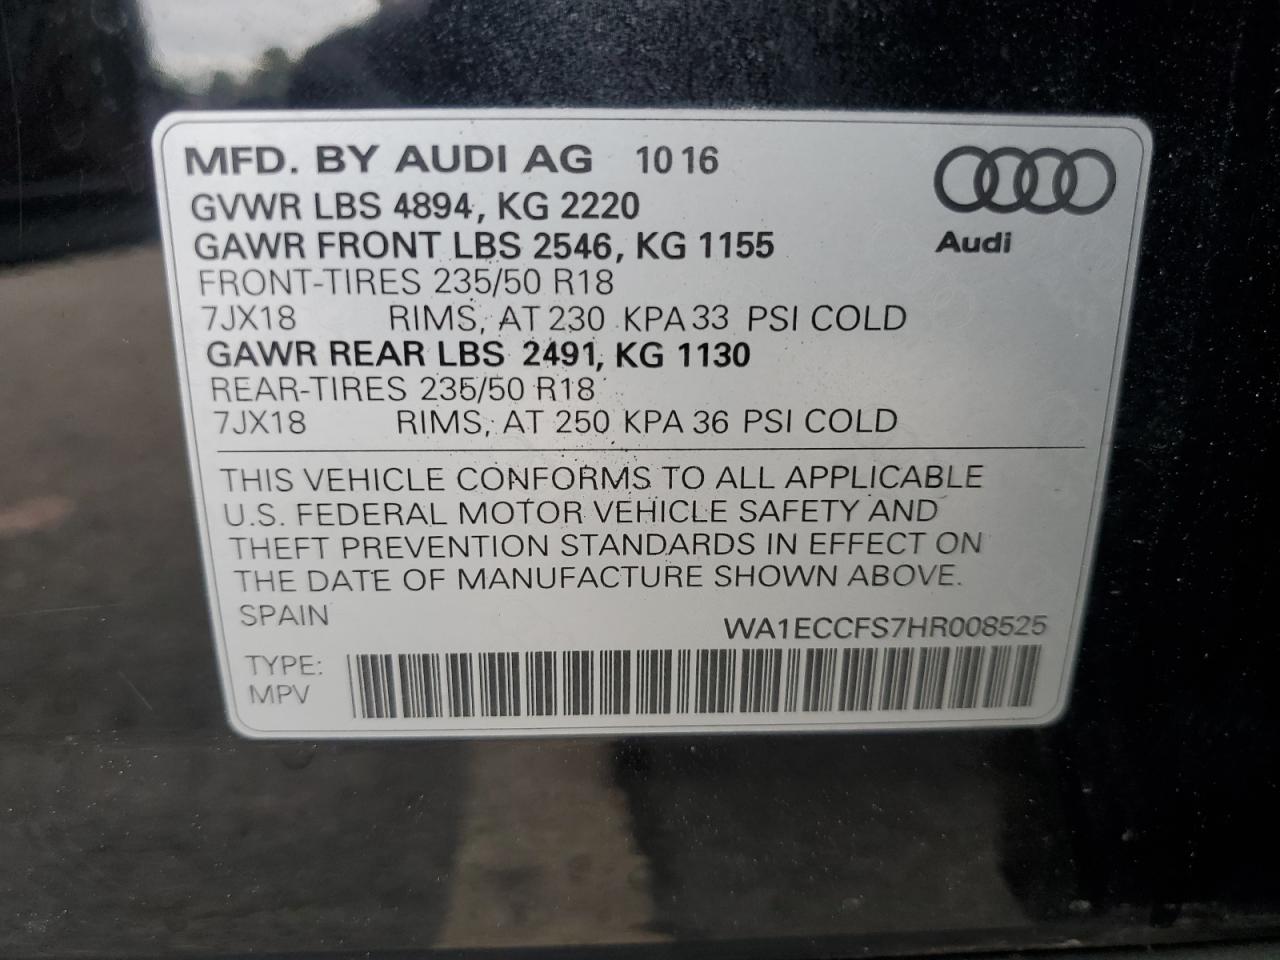 MFD. BY AUDI AG 10 16
Audi
GVWR LBS 4894, KG 2220
GAWR FRONT LBS 2546, KG 1155
FRONT-TIRES 235/50 R18
7JX18 RIMS, AT 230 KPA 33 PSI COLD
GAWR REAR LBS 2491, KG 1130
REAR-TIRES 235/50 R18
7JX18 RIMS, AT 250 KPA 36 PSI COLD
THIS VEHICLE CONFORMS TO ALL APPLICABLE
U.S. FEDERAL MOTOR VEHICLE SAFETY AND
THEFT PREVENTION STANDARDS IN EFFECT ON
THE DATE OF MANUFACTURE SHOWN ABOVE.
SPAIN
WA1ECCFS7HR008525
TYPE:
MPV